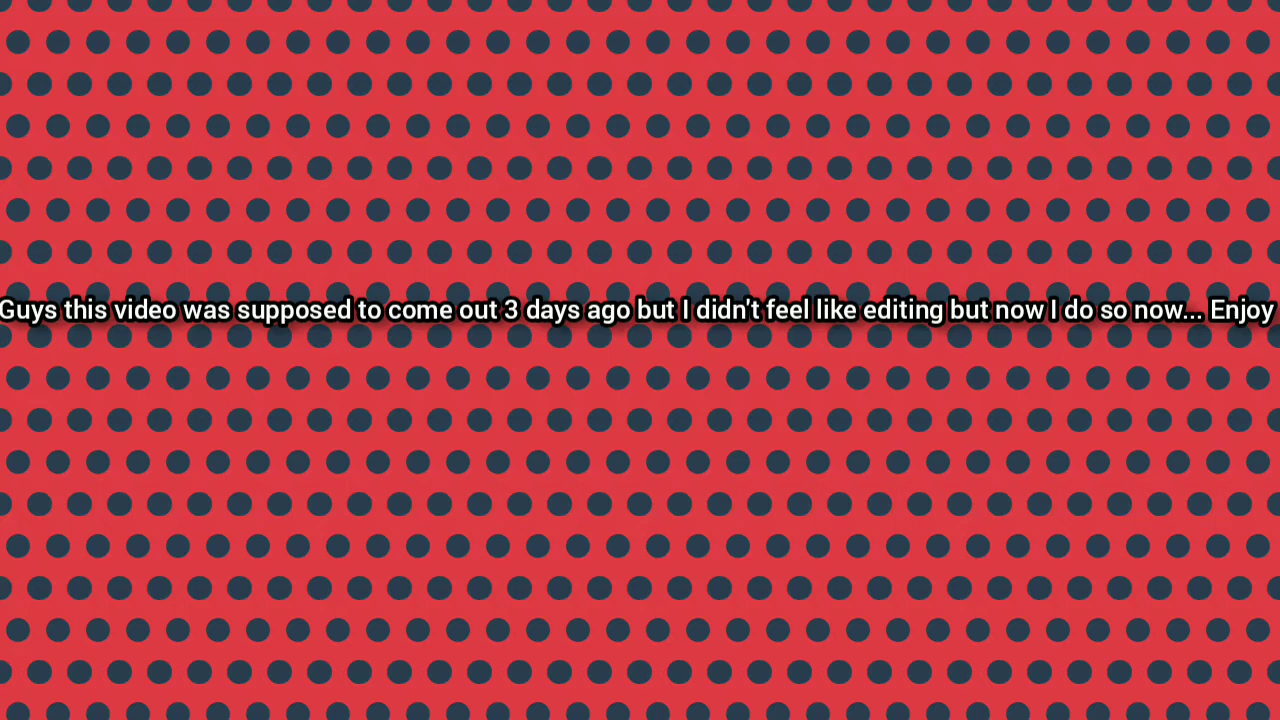 Guys this video was supposed to come out 3 days ago but I didn't feel like editing but now I do so now... Enjoy